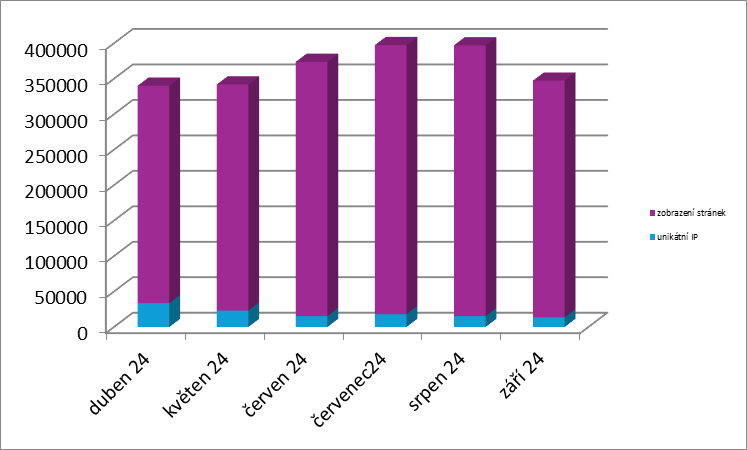 400000
350000
300000
250000
200000
150000
100000
50000
0
duben 24
květen 24
červen 24
červenec24
srpen 24
září 24
zobrazení stránek
unikátní IP